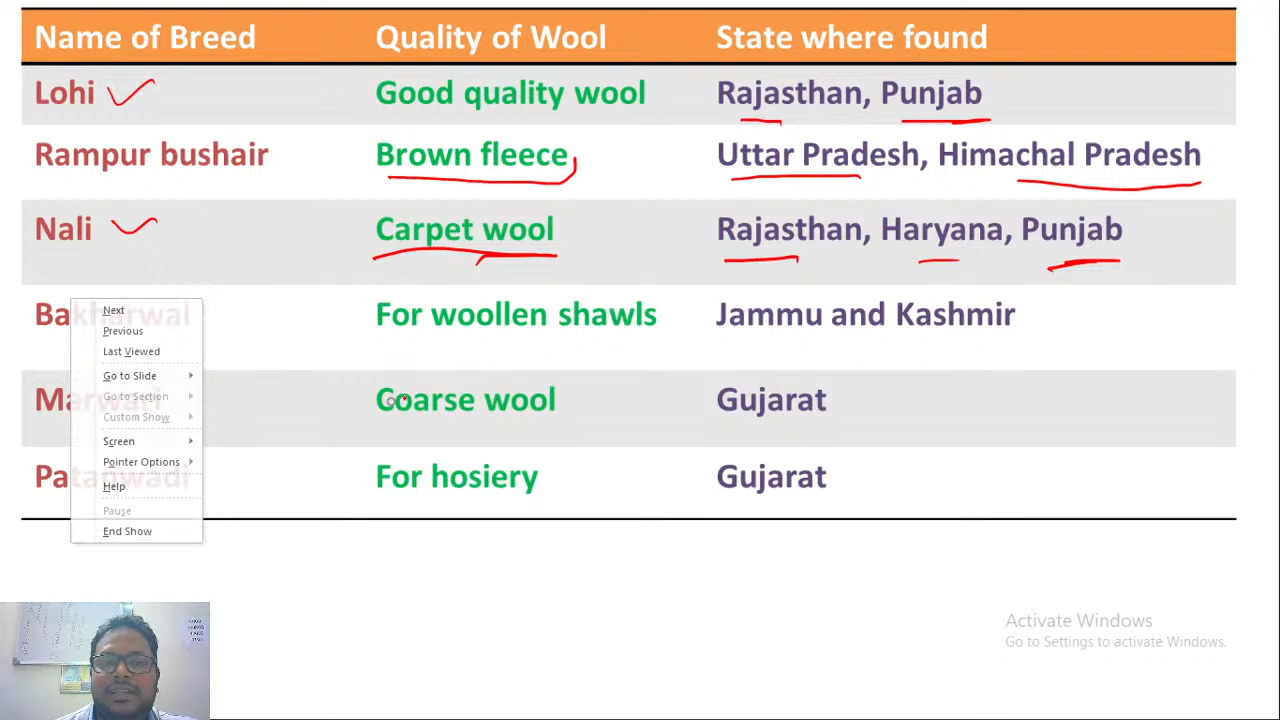 Name of Breed Quality of Wool State where found
Lohi Good quality wool Rajasthan, Punjab
Rampur bushair Brown fleece Uttar Pradesh, Himachal Pradesh
Nali Carpet wool Rajasthan, Haryana, Punjab
Bakharwal For woollen shawls Jammu and Kashmir
Marwari Coarse wool Gujarat
Patanwadi For hosiery Gujarat
Next
Previous
Last Viewed
Go to Slide
Go to Section
Custom Show
Screen
Pointer Options
Help
Pause
End Show
Activate Windows
Go to Settings to activate Windows.